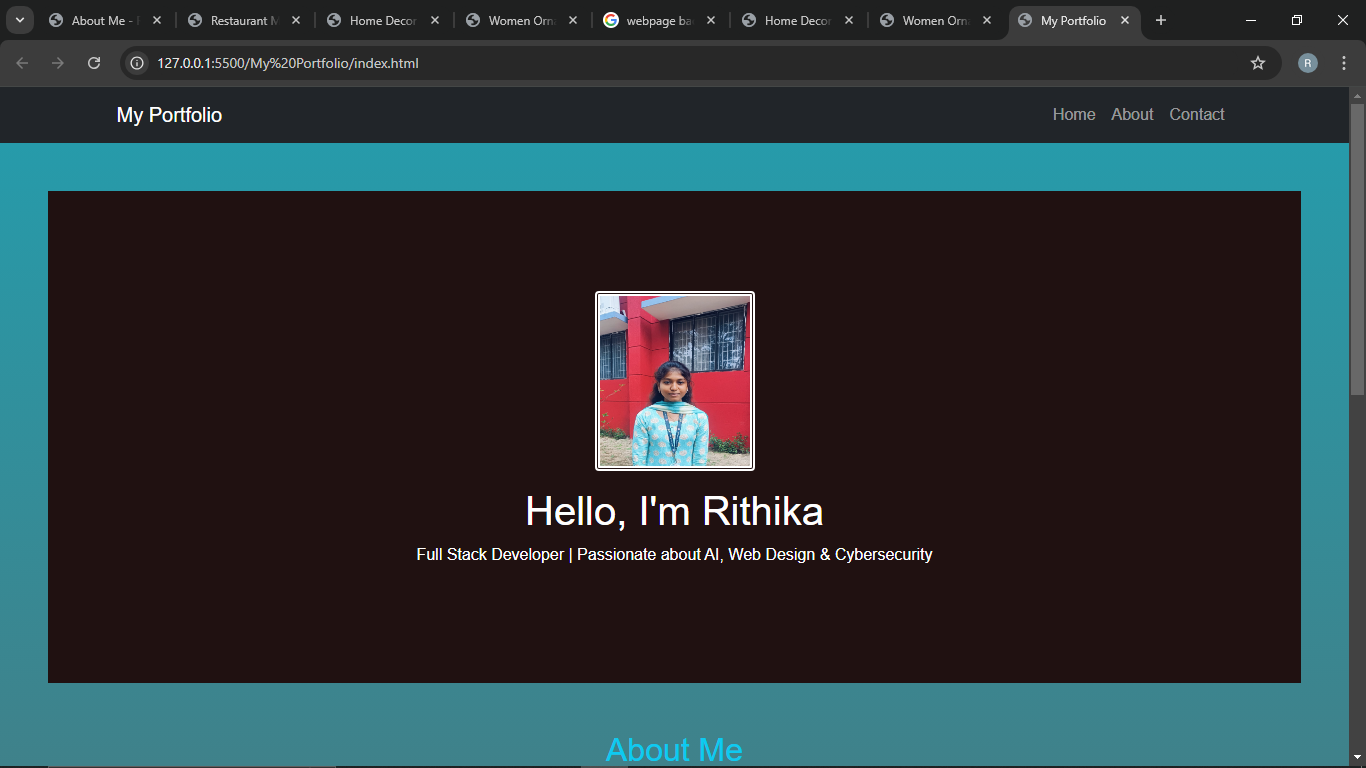 About Me -
Restaurant M
Home Decor
Women Orn
webpage ba
Home Decor
Women Orn
My Portfolio
127.0.0.1:5500/My%20Portfolio/index.html
R
My Portfolio
Home About Contact
Hello, I'm Rithika
Full Stack Developer | Passionate about AI, Web Design & Cybersecurity
About Me